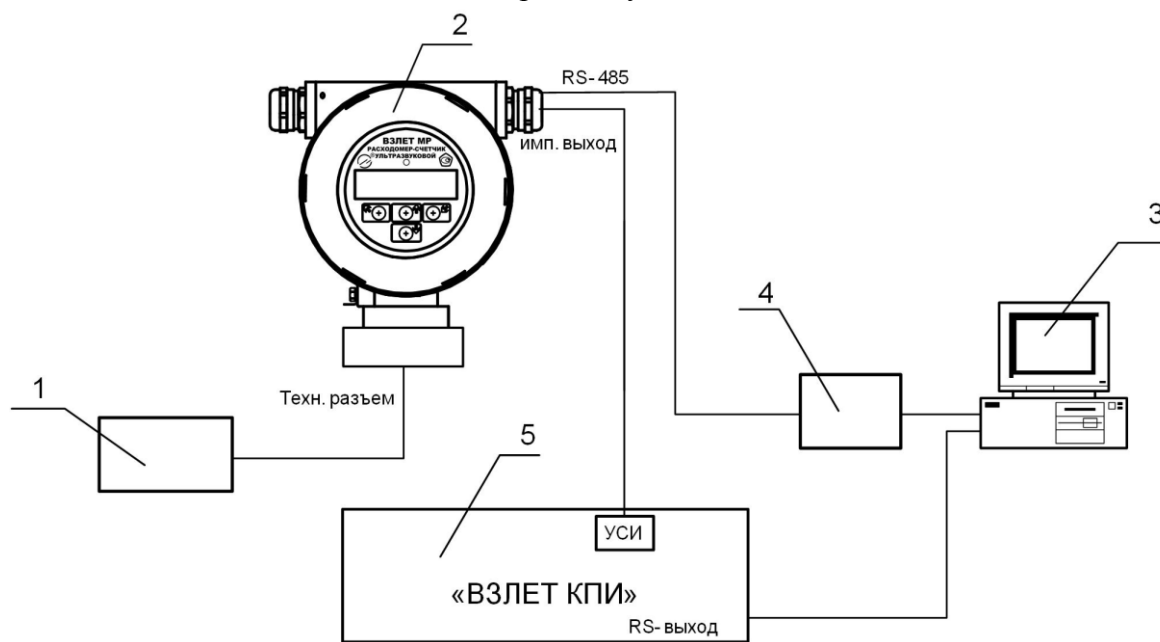 2
RS- 485
имп. выход
ВЗЛЕТ МР
РАСХОДОМЕР-СЧЕТЧИК
УЛЬТРАЗВУКОВОЙ
3
4
Техн. разъем
1
5
УСИ
«ВЗЛЕТ КПИ»
RS- выход